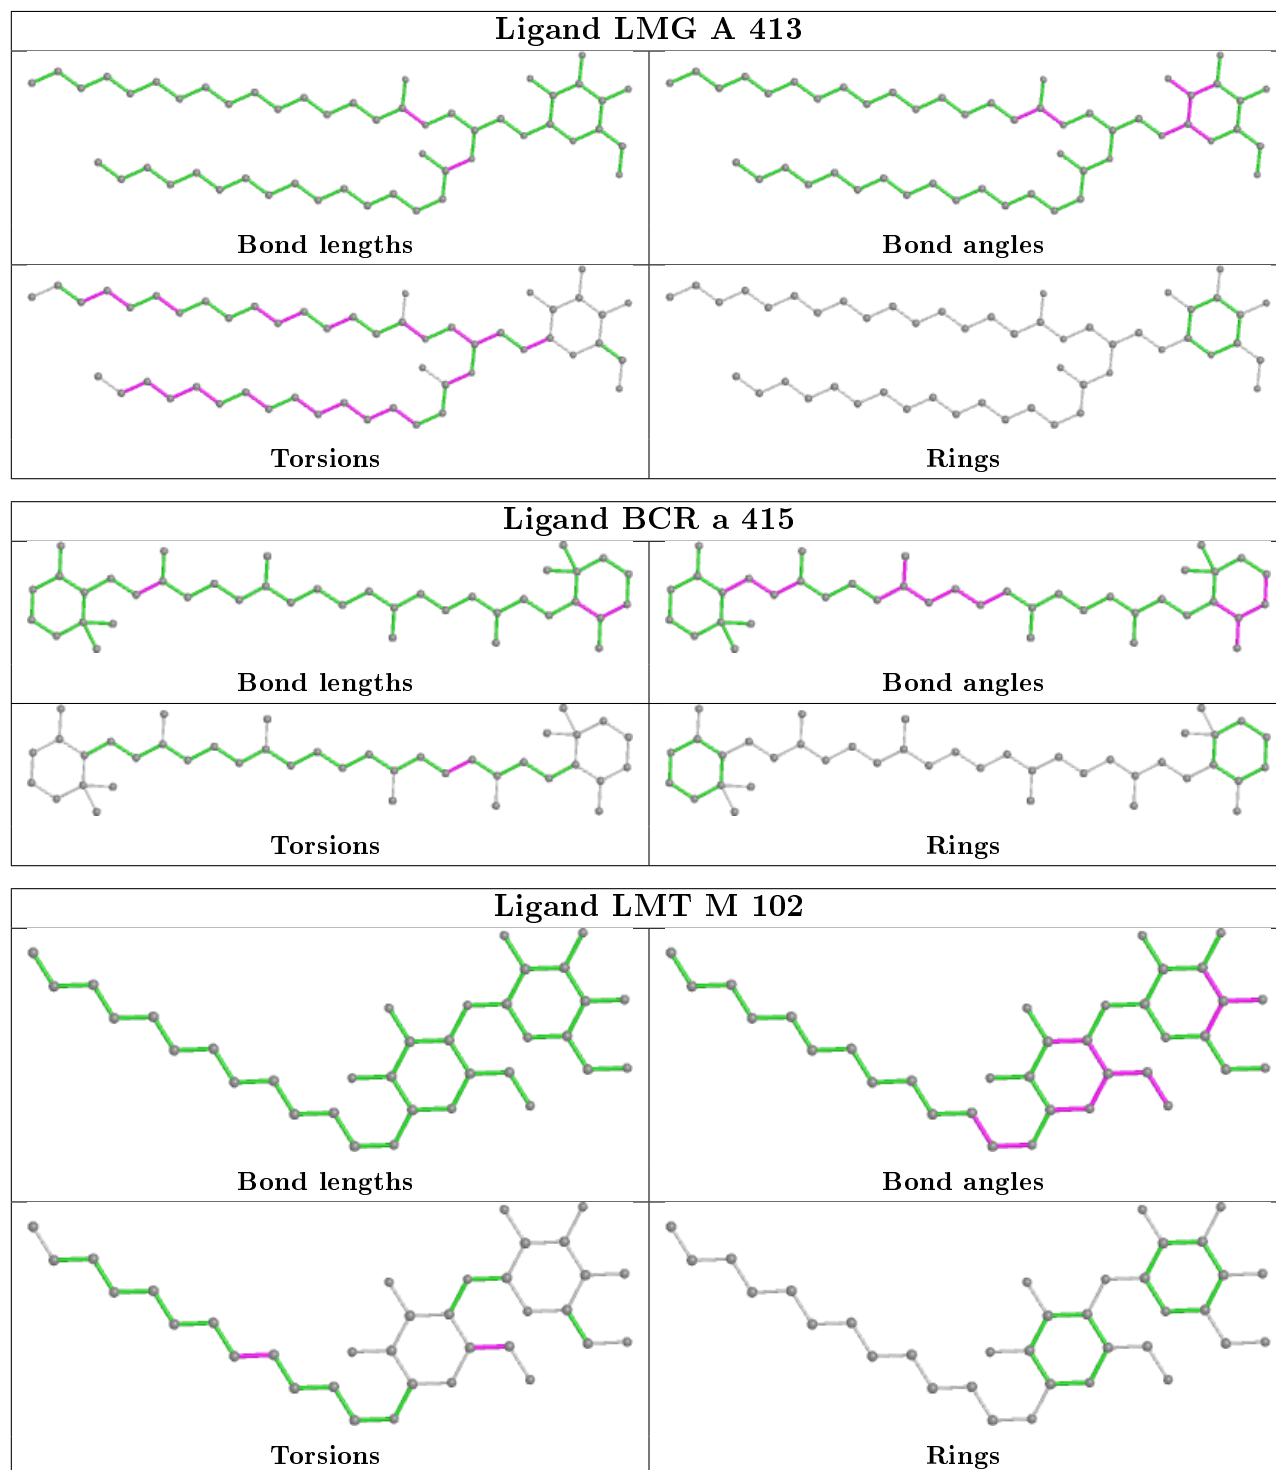 Ligand LMG A 413
Bond lengths
Bond angles
Torsions
Rings
Ligand BCR a 415
Bond lengths
Bond angles
Torsions
Rings
Ligand LMT M 102
Bond lengths
Bond angles
Torsions
Rings